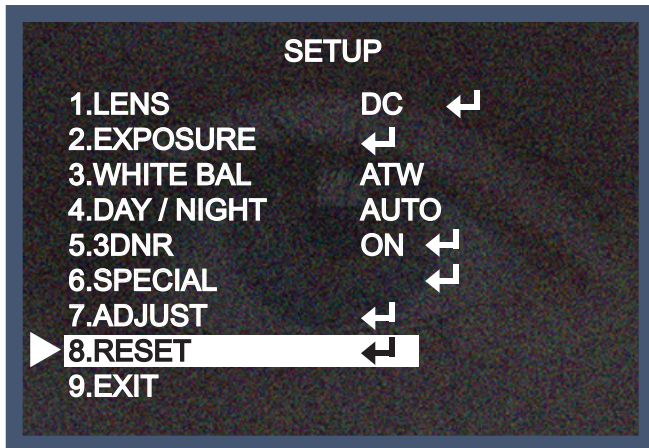 SETUP
1.LENS DC ↵
2.EXPOSURE ↵
3.WHITE BAL ATW
4.DAY / NIGHT AUTO
5.3DNR ON ↵
6.SPECIAL ↵
7.ADJUST ↵
8.RESET ↵
9.EXIT